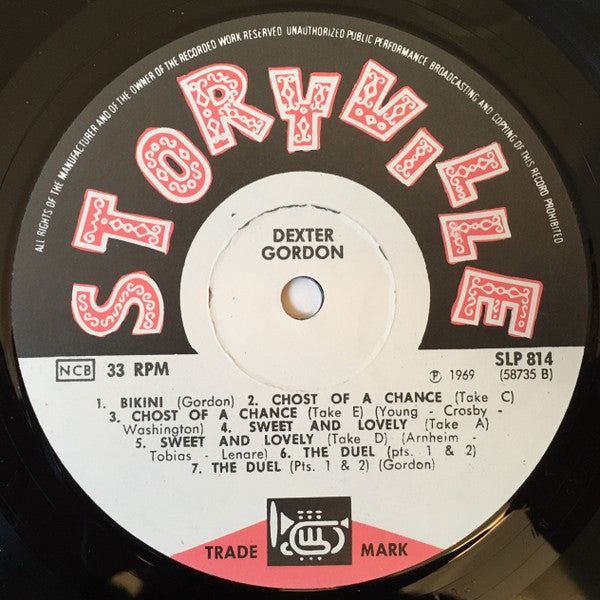 ALL RIGHTS OF THE MANUFACTURER AND OF THE OWNER OF THE RECORDED WORK RESERVED UNAUTHORIZED PUBLIC PERFORMANCE BROADCASTING AND COPYING OF THIS RECORD PROHIBITED
STORYVILLE
DEXTER
GORDON
NCB 33 RPM
SLP 814
℗ 1969 (58735 B)
1. BIKINI (Gordon) 2. CHOST OF A CHANCE (Take C)
3. CHOST OF A CHANCE (Take E) (Young - Crosby -
Washington) 4. SWEET AND LOVELY (Take A)
5. SWEET AND LOVELY (Take D) (Arnheim -
Tobias - Lenare) 6. THE DUEL (pts. 1 & 2)
7. THE DUEL (Pts. 1 & 2) (Gordon)
TRADE MARK